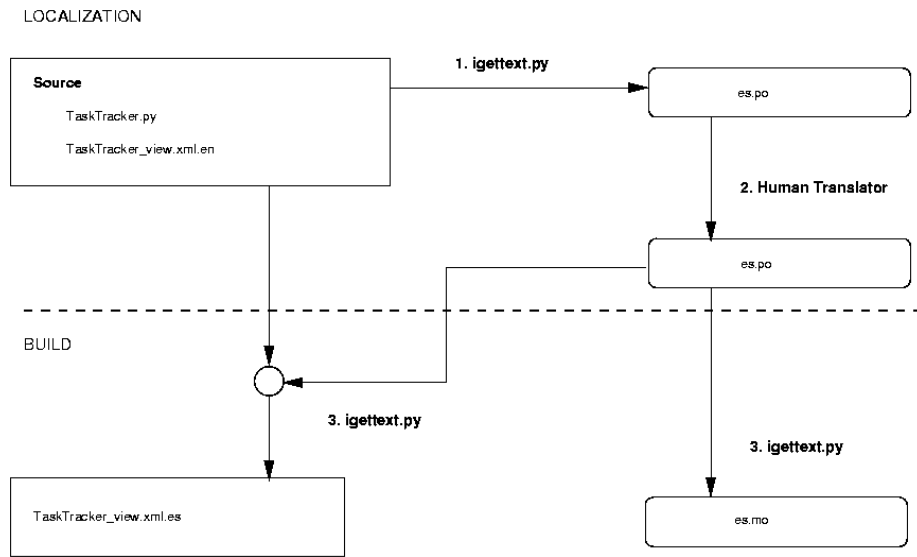 LOCALIZATION
1. igettext.py
Source
TaskTracker.py
TaskTracker_view.xml.en
es.po
2. Human Translator
es.po
BUILD
3. igettext.py
3. igettext.py
TaskTracker_view.xml.es
es.mo